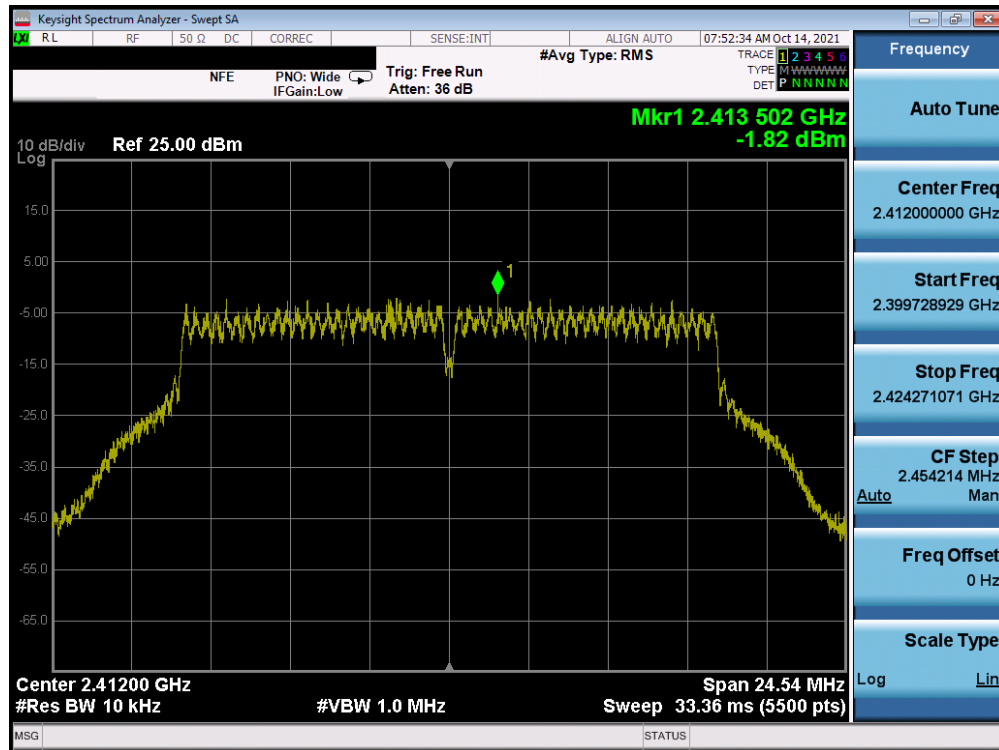 Keysight Spectrum Analyzer - Swept SA
LXI RL RF 50 Ω DC CORREC SENSE:INT ALIGN AUTO 07:52:34 AM Oct 14, 2021
NFE PNO: Wide IFGain:Low Trig: Free Run Atten: 36 dB #Avg Type: RMS
TRACE 1 2 3 4 5 6
TYPE M WWWWW
DET P N N N N N
Mkr1 2.413 502 GHz
-1.82 dBm
10 dB/div Ref 25.00 dBm
Log
15.0
5.00
1
-5.00
-15.0
-25.0
-35.0
-45.0
-55.0
-65.0
Center 2.41200 GHz Span 24.54 MHz
#Res BW 10 kHz #VBW 1.0 MHz Sweep 33.36 ms (5500 pts)
MSG STATUS
Frequency
Auto Tune
Center Freq
2.412000000 GHz
Start Freq
2.399728929 GHz
Stop Freq
2.424271071 GHz
CF Step
2.454214 MHz
Auto Man
Freq Offset
0 Hz
Scale Type
Log Lin